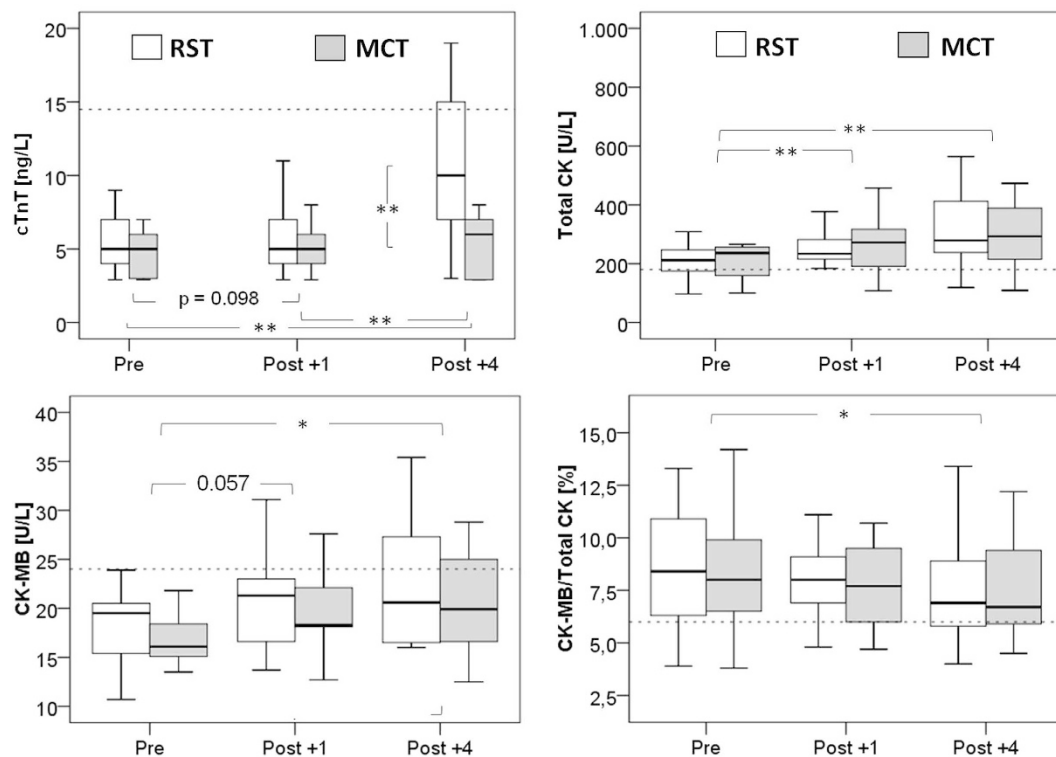 RST MCT
cTnT [ng/L]
20
15
10
5
0
**
p = 0.098
**
**
Pre Post +1 Post +4
RST MCT
Total CK [U/L]
1.000
800
600
400
200
0
**
**
Pre Post +1 Post +4
CK-MB [U/L]
40
35
30
25
20
15
10
*
0.057
Pre Post +1 Post +4
CK-MB/Total CK [%]
15,0
12,5
10,0
7,5
5,0
2,5
*
Pre Post +1 Post +4